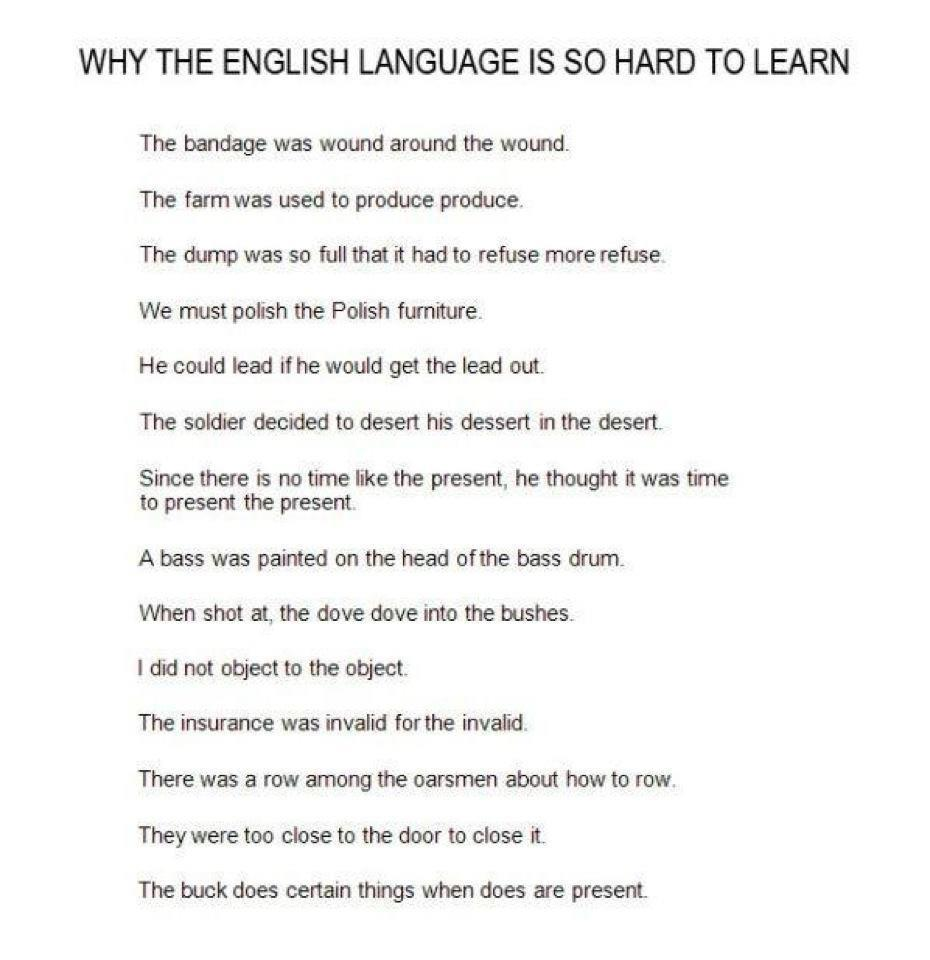 WHY THE ENGLISH LANGUAGE IS SO HARD TO LEARN
The bandage was wound around the wound.
The farm was used to produce produce.
The dump was so full that it had to refuse more refuse.
We must polish the Polish furniture.
He could lead if he would get the lead out.
The soldier decided to desert his dessert in the desert.
Since there is no time like the present, he thought it was time
to present the present.
A bass was painted on the head of the bass drum.
When shot at, the dove dove into the bushes.
I did not object to the object.
The insurance was invalid for the invalid.
There was a row among the oarsmen about how to row.
They were too close to the door to close it.
The buck does certain things when does are present.